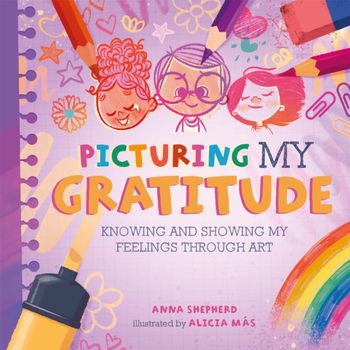 PICTURING MY
GRATITUDE
KNOWING AND SHOWING MY
FEELINGS THROUGH ART
ANNA SHEPHERD
illustrated by ALICIA MÁS